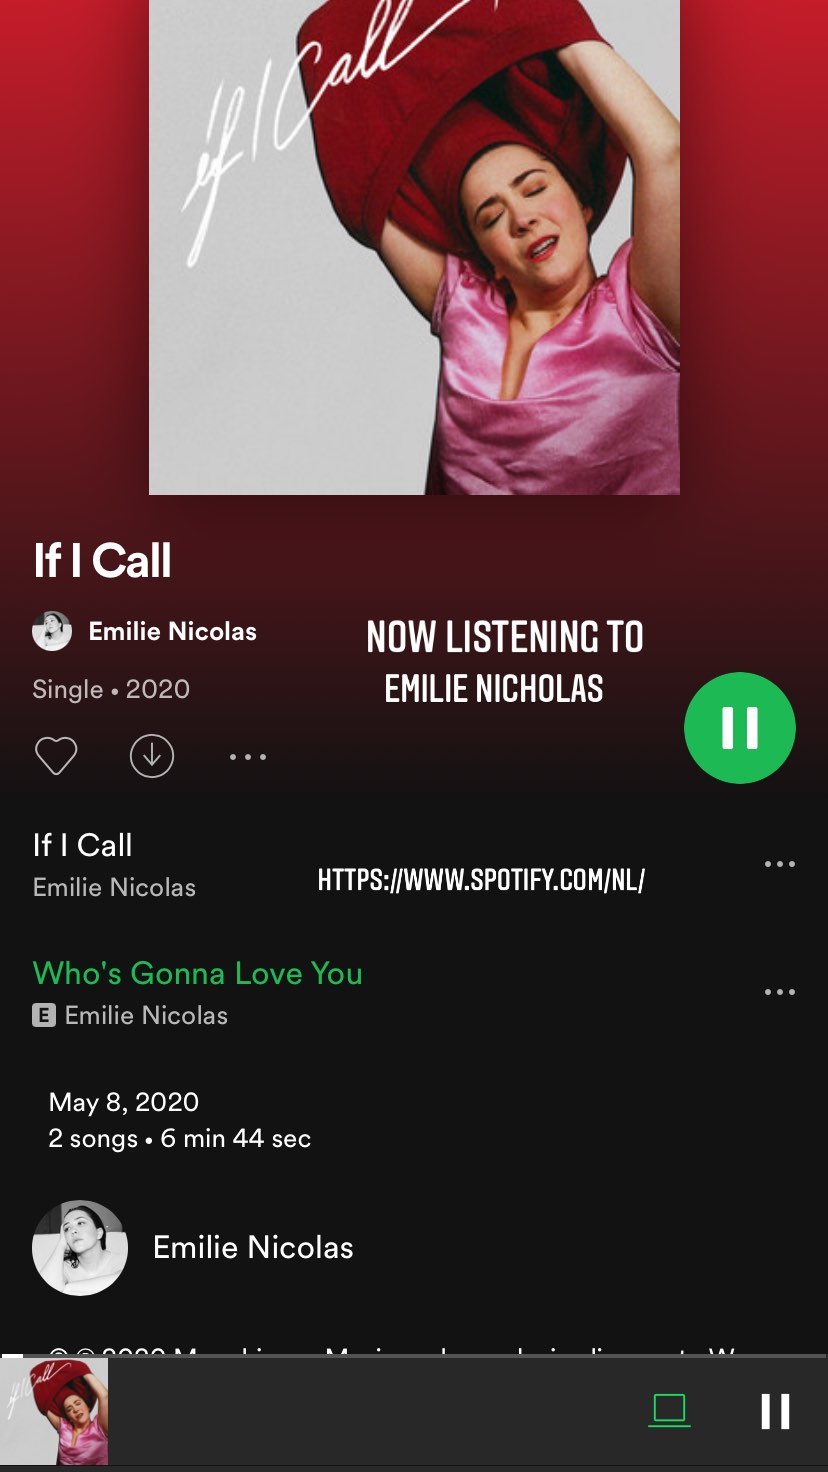 if I Call
If I Call
Emilie Nicolas
NOW LISTENING TO
EMILIE NICHOLAS
Single • 2020
If I Call
Emilie Nicolas
HTTPS://WWW.SPOTIFY.COM/NL/
Who's Gonna Love You
E Emilie Nicolas
May 8, 2020
2 songs • 6 min 44 sec
Emilie Nicolas
if I Call